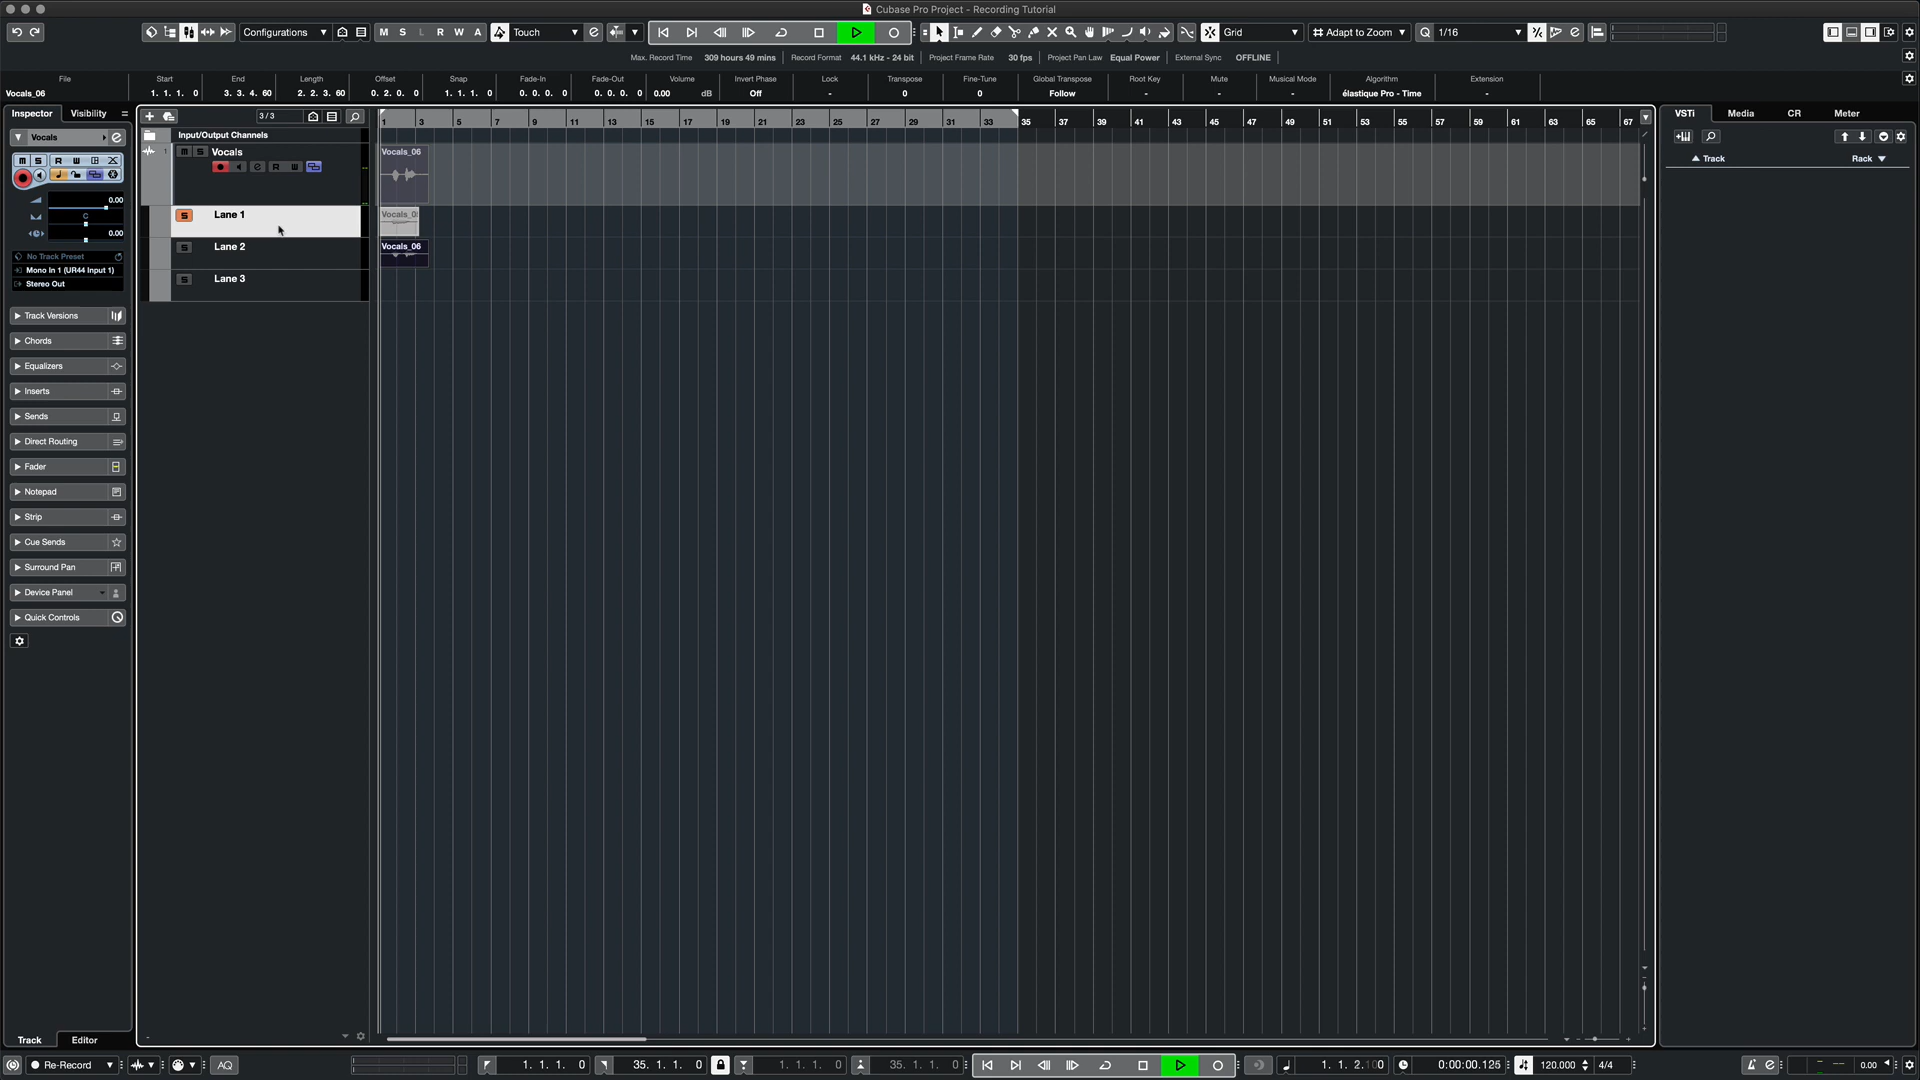 Cubase Pro Project - Recording Tutorial
Configurations M S L R W A Touch Grid Adapt to Zoom Q 1/16
Max. Record Time 309 hours 49 mins Record Format 44.1 kHz - 24 bit Project Frame Rate 30 fps Project Pan Law Equal Power External Sync OFFLINE
File Start End Length Offset Snap Fade-In Fade-Out Volume Invert Phase Lock Transpose Fine-Tune Global Transpose Root Key Mute Musical Mode Algorithm Extension
Vocals_06 1. 1. 1. 0 3. 3. 4. 60 2. 2. 3. 60 0. 2. 0. 0 1. 1. 1. 0 0. 0. 0. 0 0. 0. 0. 0 0.00 dB Off - 0 0 Follow - - - élastique Pro - Time -
Inspector Visibility
3/3
1 3 5 7 9 11 13 15 17 19 21 23 25 27 29 31 33 35 37 39 41 43 45 47 49 51 53 55 57 59 61 63 65 67
VSTi Media CR Meter
Vocals
Input/Output Channels
Track Rack
1 M S Vocals
R W
Vocals_06
M S R W
0.00
C
0.00
S Lane 1
Vocals_0
S Lane 2
Vocals_06
S Lane 3
No Track Preset
Mono In 1 (UR44 Input 1)
Stereo Out
Track Versions
Chords
Equalizers
Inserts
Sends
Direct Routing
Fader
Notepad
Strip
Cue Sends
Surround Pan
Device Panel
Quick Controls
Track Editor
Re-Record AQ 1. 1. 1. 0 35. 1. 1. 0 1. 1. 1. 0 35. 1. 1. 0 1. 1. 2.100 0:00:00.125 120.000 4/4 0.00